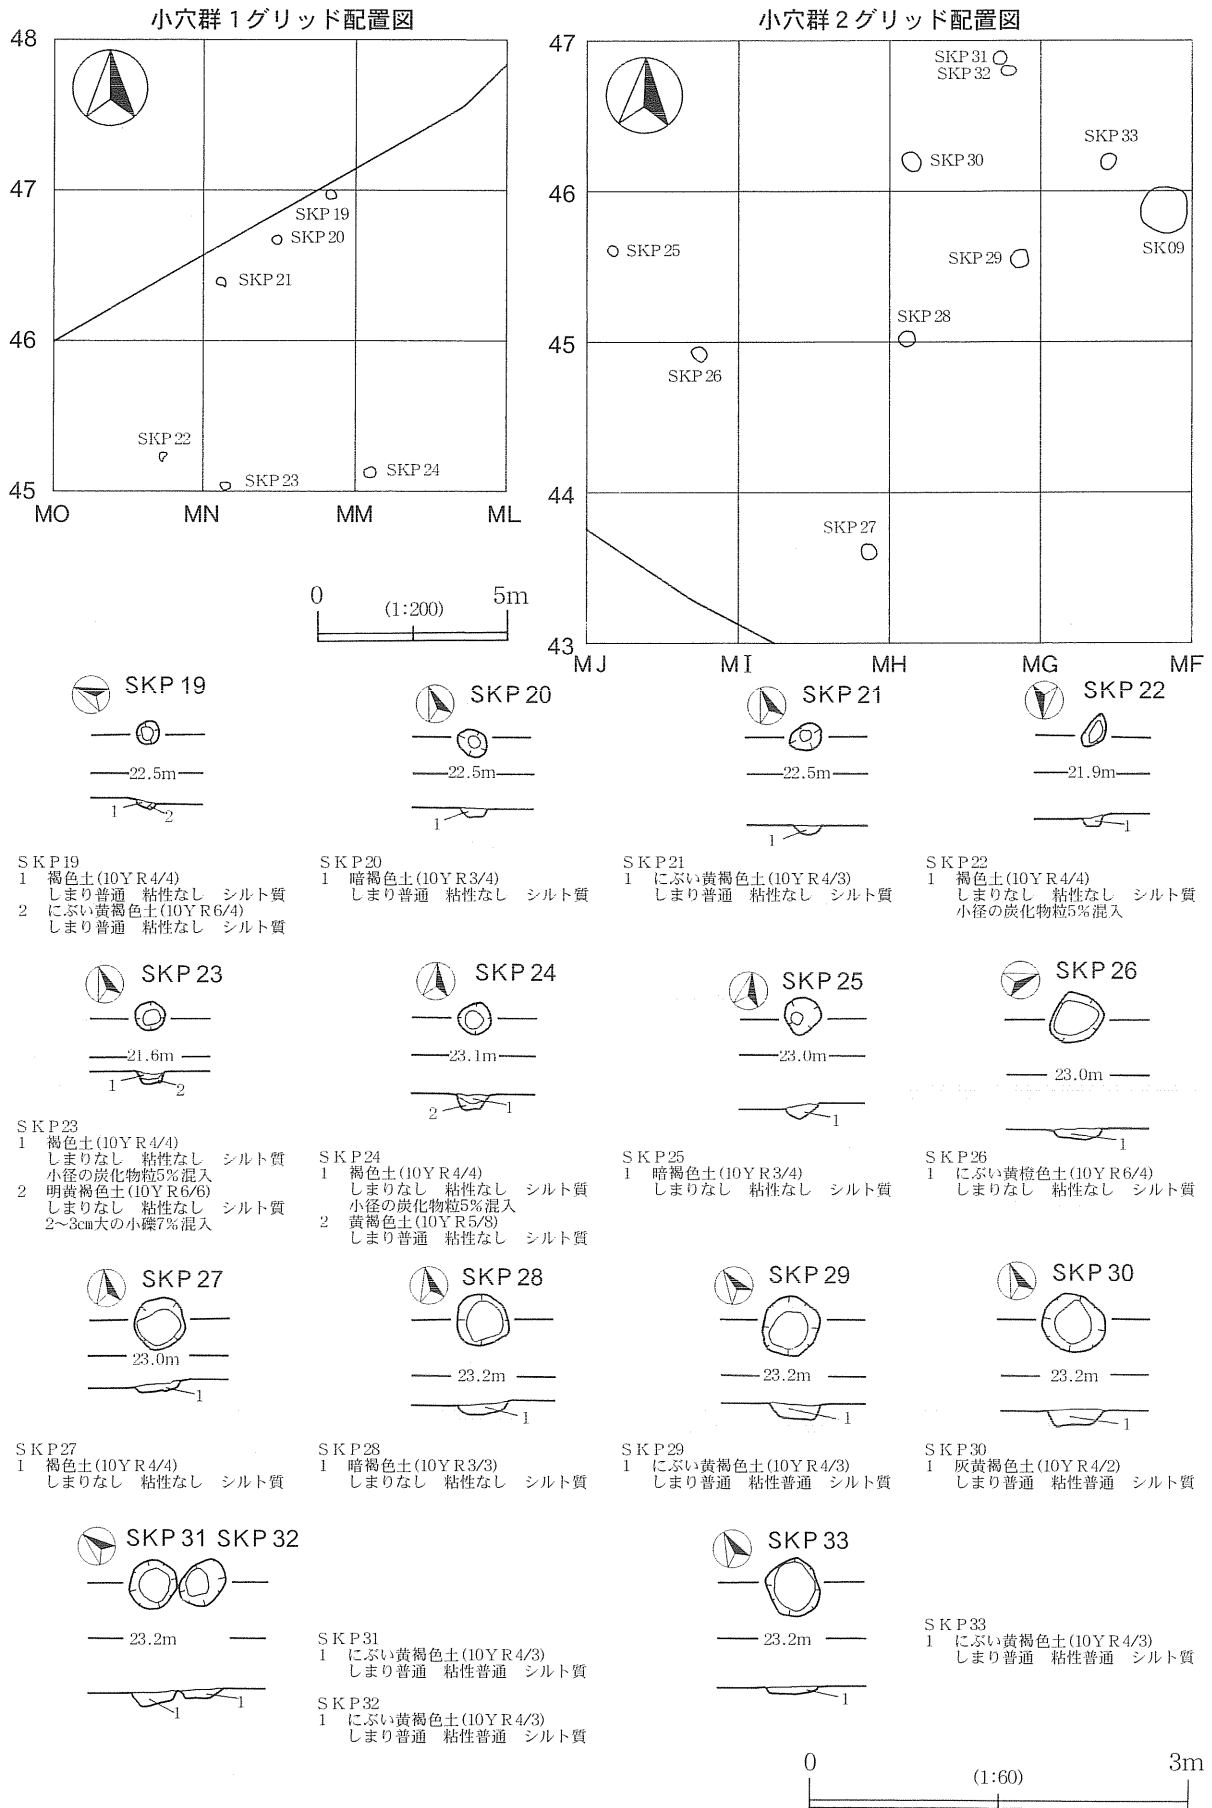 小穴群1グリッド配置図
48
47
46
45
MO MN MM ML
SKP19
SKP20
SKP21
SKP22
SKP23
SKP24
0 (1:200) 5m
小穴群2グリッド配置図
47
46
45
44
43
MJ MI MH MG MF
SKP31
SKP32
SKP33
SKP30
SKP25
SKP29
SK09
SKP28
SKP26
SKP27
SKP19
22.5m
1 2
SKP20
22.5m
1
SKP21
22.5m
1
SKP22
21.9m
1
SKP19
1 褐色土(10YR4/4)
しまり普通 粘性なし シルト質
2 にぶい黄褐色土(10YR6/4)
しまり普通 粘性なし シルト質
SKP20
1 暗褐色土(10YR3/4)
しまり普通 粘性なし シルト質
SKP21
1 にぶい黄褐色土(10YR4/3)
しまり普通 粘性なし シルト質
SKP22
1 褐色土(10YR4/4)
しまりなし 粘性なし シルト質
小径の炭化物粒5%混入
SKP23
21.6m
1 2
SKP24
23.1m
2 1
SKP25
23.0m
1
SKP26
23.0m
1
SKP23
1 褐色土(10YR4/4)
しまりなし 粘性なし シルト質
小径の炭化物粒5%混入
2 明黄褐色土(10YR6/6)
しまりなし 粘性なし シルト質
2~3㎝大の小礫7%混入
SKP24
1 褐色土(10YR4/4)
しまりなし 粘性なし シルト質
小径の炭化物粒5%混入
2 黄褐色土(10YR5/8)
しまり普通 粘性なし シルト質
SKP25
1 暗褐色土(10YR3/4)
しまりなし 粘性なし シルト質
SKP26
1 にぶい黄橙色土(10YR6/4)
しまりなし 粘性なし シルト質
SKP27
23.0m
1
SKP28
23.2m
1
SKP29
23.2m
1
SKP30
23.2m
1
SKP27
1 褐色土(10YR4/4)
しまりなし 粘性なし シルト質
SKP28
1 暗褐色土(10YR3/3)
しまりなし 粘性なし シルト質
SKP29
1 にぶい黄褐色土(10YR4/3)
しまり普通 粘性普通 シルト質
SKP30
1 灰黄褐色土(10YR4/2)
しまり普通 粘性普通 シルト質
SKP31 SKP32
23.2m
1 1
SKP31
1 にぶい黄褐色土(10YR4/3)
しまり普通 粘性普通 シルト質
SKP32
1 にぶい黄褐色土(10YR4/3)
しまり普通 粘性普通 シルト質
SKP33
23.2m
1
SKP33
1 にぶい黄褐色土(10YR4/3)
しまり普通 粘性普通 シルト質
0 (1:60) 3m